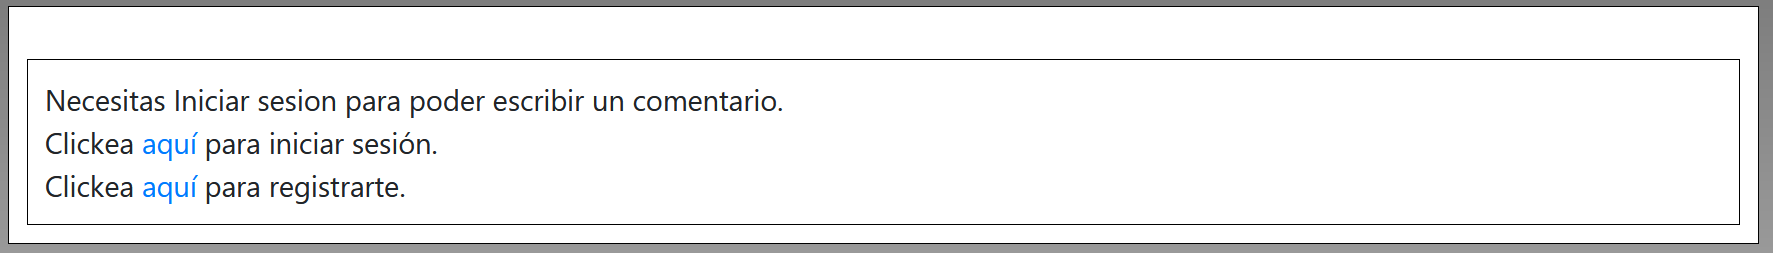 Necesitas Iniciar sesion para poder escribir un comentario.
Clickea aquí para iniciar sesión.
Clickea aquí para registrarte.